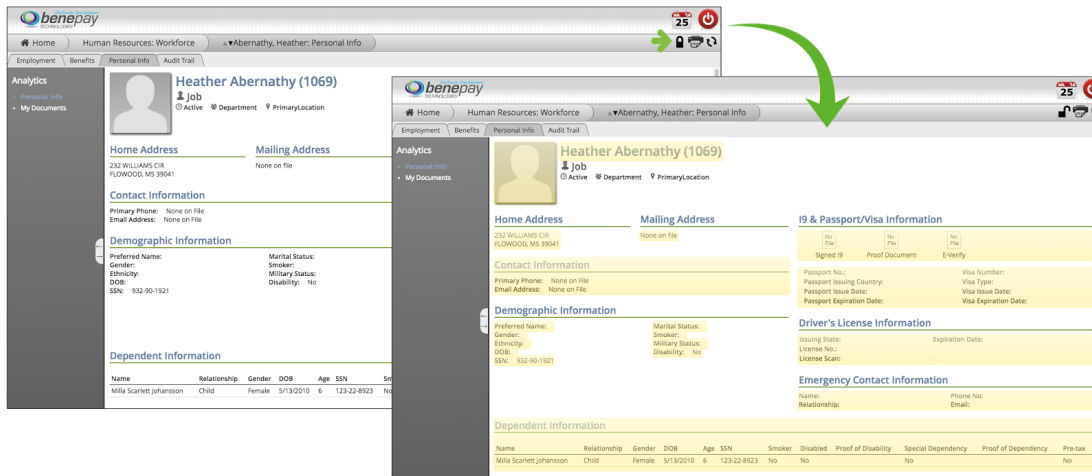 benepay
TECHNOLOGIES
25
Home Human Resources: Workforce Abernathy, Heather: Personal Info
Employment Benefits Personal Info Audit Trail
Analytics
Personal Info
My Documents
Heather Abernathy (1069)
Job
Active Department PrimaryLocation
Home Address Mailing Address
232 WILLIAMS CIR None on file
FLOWOOD, MS 39041
Contact Information
Primary Phone: None on File
Email Address: None on File
Demographic Information
Preferred Name: Marital Status:
Gender: Smoker:
Ethnicity: Military Status:
DOB: Disability: No
SSN: 932-90-1921
Dependent Information
Name Relationship Gender DOB Age SSN Sm
Milla Scarlett Johansson Child Female 5/13/2010 6 123-22-8923 No
benepay
TECHNOLOGIES
25
Home Human Resources: Workforce Abernathy, Heather: Personal Info
Employment Benefits Personal Info Audit Trail
Analytics
Personal Info
My Documents
Heather Abernathy (1069)
Job
Active Department PrimaryLocation
Home Address Mailing Address I9 & Passport/Visa Information
232 WILLIAMS CIR None on file
FLOWOOD, MS 39041
No File No File No File
Signed I9 Proof Document E-Verify
Contact Information
Primary Phone: None on File
Email Address: None on File
Passport No.: Visa Number:
Passport Issuing Country: Visa Type:
Passport Issue Date: Visa Issue Date:
Passport Expiration Date: Visa Expiration Date:
Demographic Information
Preferred Name: Marital Status:
Gender: Smoker:
Ethnicity: Military Status:
DOB: Disability: No
SSN: 932-90-1921
Driver's License Information
Issuing State: Expiration Date:
License No.:
License Scan:
Emergency Contact Information
Name: Phone No:
Relationship: Email:
Dependent Information
Name Relationship Gender DOB Age SSN Smoker Disabled Proof of Disability Special Dependency Proof of Dependency Pre-tax
Milla Scarlett Johansson Child Female 5/13/2010 6 123-22-8923 No No No No